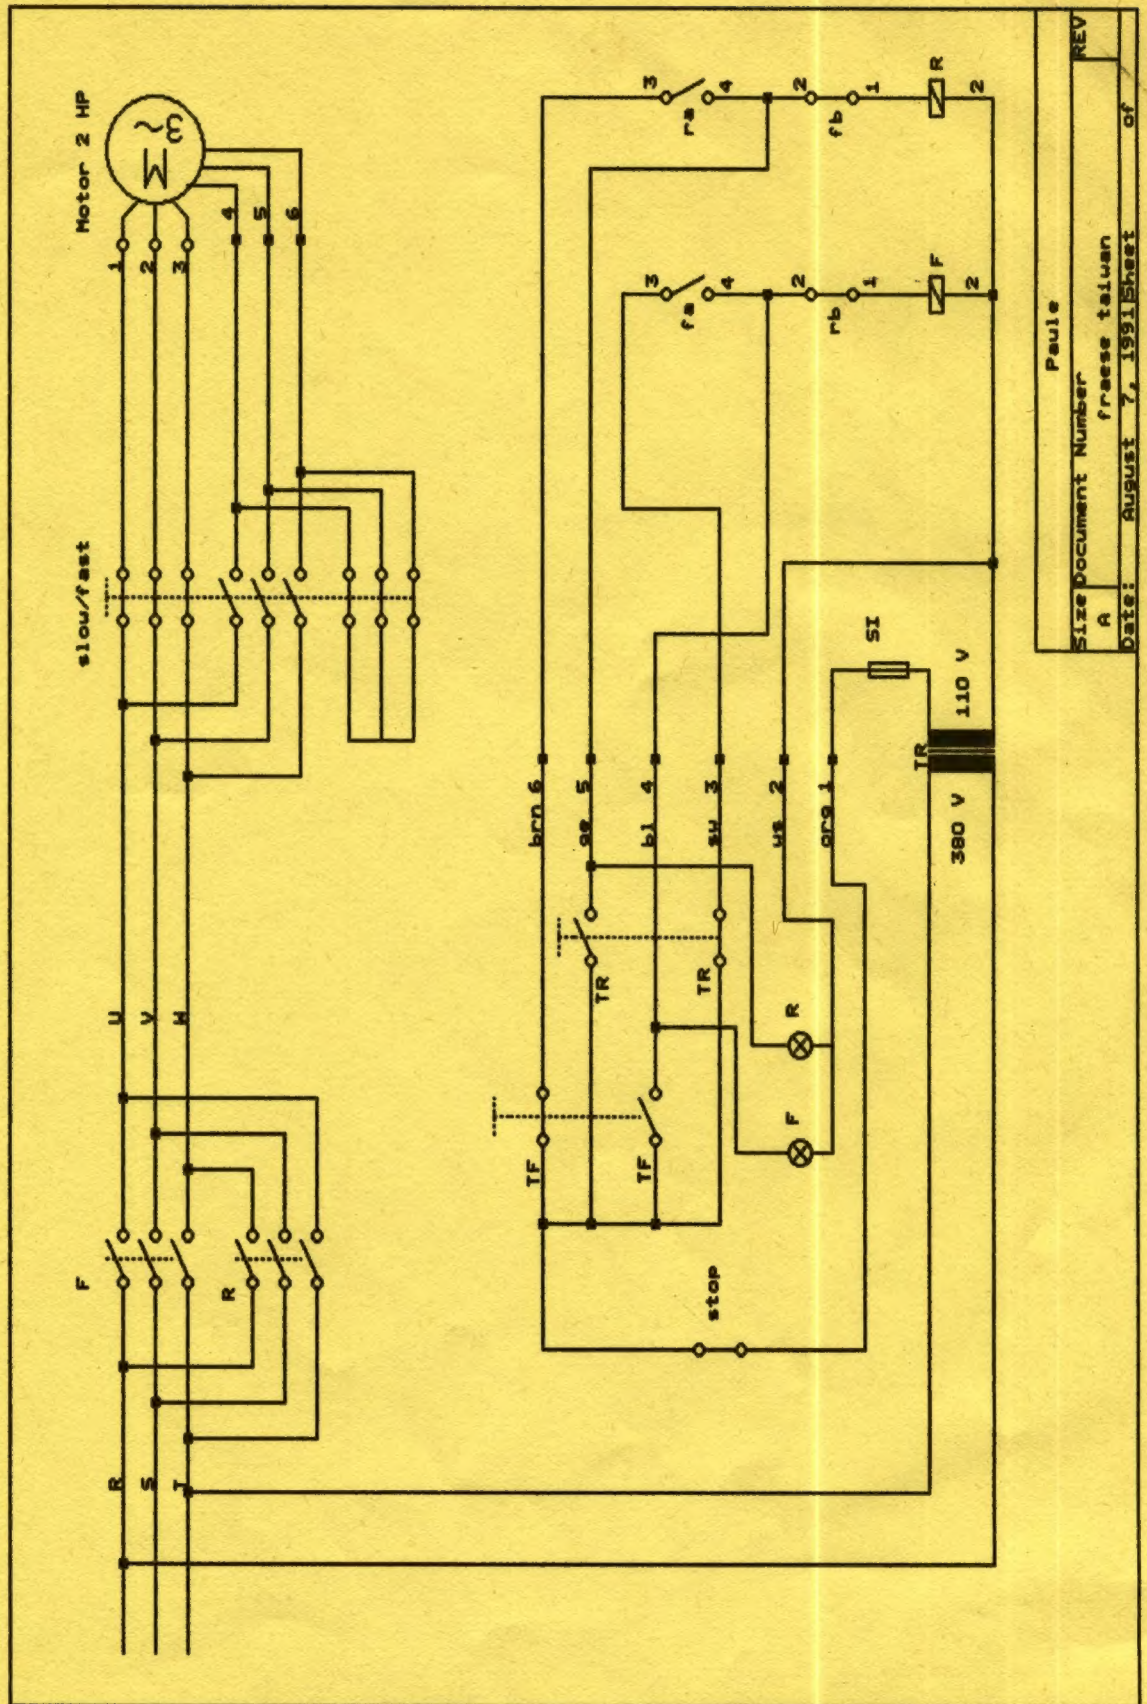 Motor 2 HP
M
3~
1
2
3
4
5
6
slow/fast
U
V
W
F
R
R
S
T
3
ra
4
2
fb
1
R
2
3
fa
4
2
rb
1
F
2
brn 6
ge 5
bl 4
sw 3
ws 2
org 1
SI
TR
380 V
110 V
TR
TR
TF
TF
R
F
stop
Paule
Size
Document Number
REV
A
fraese taiwan
Date:
August 7, 1991
Sheet
of